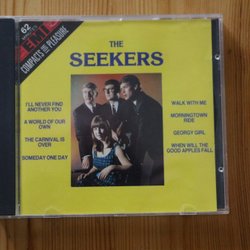 62
COMPACTS FOR PLEASURE
THE
SEEKERS
I'LL NEVER FIND
ANOTHER YOU
A WORLD OF OUR
OWN
THE CARNIVAL IS
OVER
SOMEDAY ONE DAY
WALK WITH ME
MORNINGTOWN
RIDE
GEORGY GIRL
WHEN WILL THE
GOOD APPLES FALL